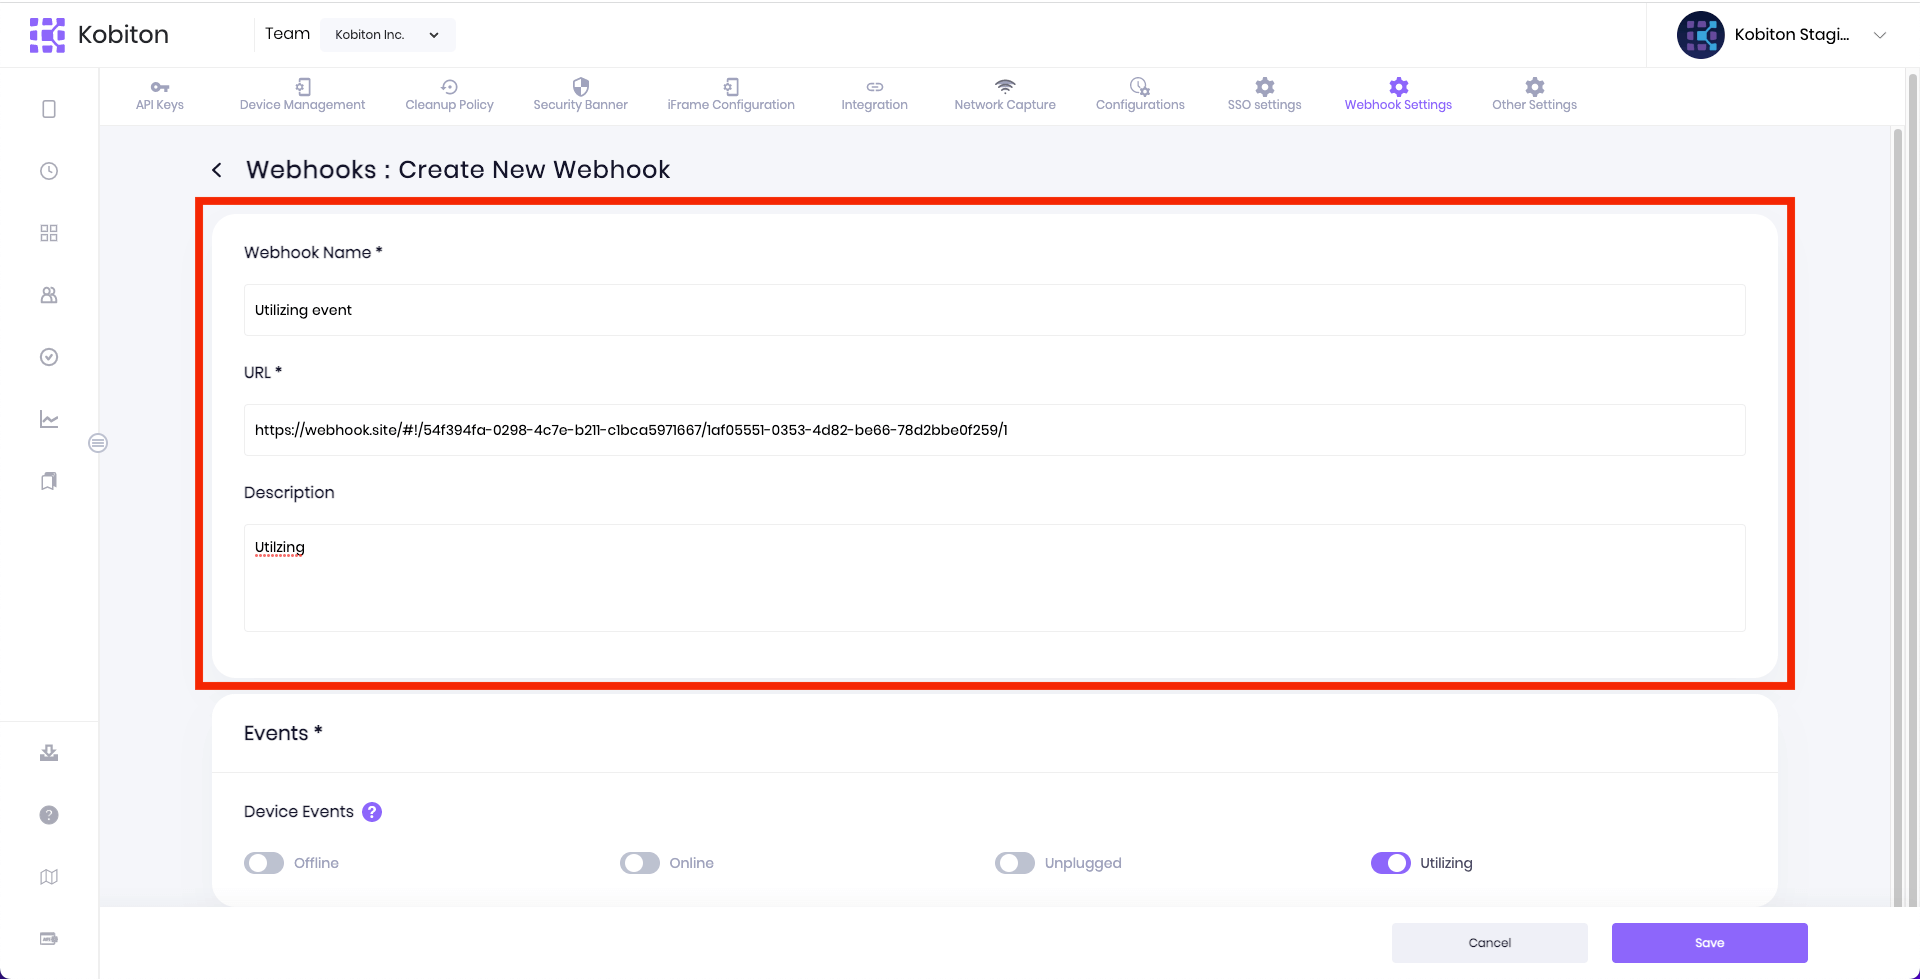 Kobiton
Team
Kobiton Inc.
Kobiton Stagi...
API Keys
Device Management
Cleanup Policy
Security Banner
iFrame Configuration
Integration
Network Capture
Configurations
SSO settings
Webhook Settings
Other Settings
Webhooks : Create New Webhook
Webhook Name *
Utilizing event
URL *
https://webhook.site/#!/54f394fa-0298-4c7e-b211-c1bca5971667/1af05551-0353-4d82-be66-78d2bbe0f259/1
Description
Utilzing
Events *
Device Events ?
Offline
Online
Unplugged
Utilizing
Cancel
Save